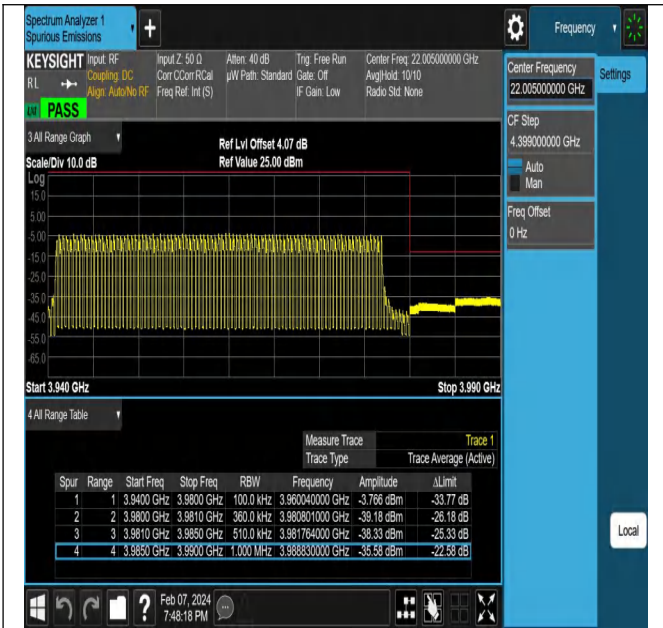 Spectrum Analyzer 1
Spurious Emissions
Frequency
KEYSIGHT Input: RF Input Z: 50 Ω Atten: 40 dB Trig: Free Run Center Freq: 22.005000000 GHz
RL Coupling: DC Corr CCorr RCal µW Path: Standard Gate: Off Avg|Hold: 10/10
Align: Auto/No RF Freq Ref: Int (S) IF Gain: Low Radio Std: None
PASS
Center Frequency
22.005000000 GHz
Settings
CF Step
4.399000000 GHz
Auto
Man
Freq Offset
0 Hz
3 All Range Graph
Ref Lvl Offset 4.07 dB
Scale/Div 10.0 dB Ref Value 25.00 dBm
Log
15.0
5.00
-5.00
-15.0
-25.0
-35.0
-45.0
-55.0
-65.0
Start 3.940 GHz Stop 3.990 GHz
4 All Range Table
Measure Trace Trace 1
Trace Type Trace Average (Active)
Spur Range Start Freq Stop Freq RBW Frequency Amplitude ΔLimit
1 1 3.9400 GHz 3.9800 GHz 100.0 kHz 3.960040000 GHz -3.766 dBm -33.77 dB
2 2 3.9800 GHz 3.9810 GHz 360.0 kHz 3.980801000 GHz -39.18 dBm -26.18 dB
3 3 3.9810 GHz 3.9850 GHz 510.0 kHz 3.981764000 GHz -38.33 dBm -25.33 dB
4 4 3.9850 GHz 3.9900 GHz 1.000 MHz 3.988830000 GHz -35.58 dBm -22.58 dB
Local
Feb 07, 2024
7:48:18 PM